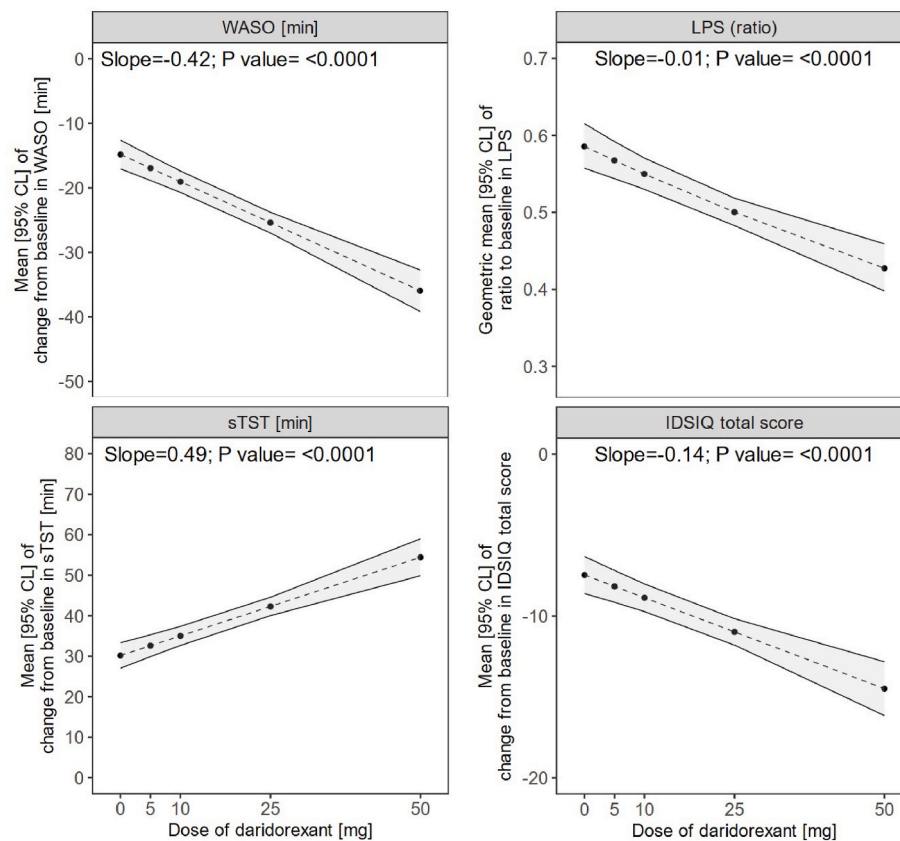 WASO [min]
Slope=-0.42; P value= <0.0001
Mean [95% CL] of
change from baseline in WASO [min]
0
-10
-20
-30
-40
-50
LPS (ratio)
Slope=-0.01; P value= <0.0001
Geometric mean [95% CL] of
ratio to baseline in LPS
0.7
0.6
0.5
0.4
0.3
sTST [min]
Slope=0.49; P value= <0.0001
Mean [95% CL] of
change from baseline in sTST [min]
80
70
60
50
40
30
20
10
0
0 5 10 25 50
Dose of daridorexant [mg]
IDSIQ total score
Slope=-0.14; P value= <0.0001
Mean [95% CL] of
change from baseline in IDSIQ total score
0
-10
-20
0 5 10 25 50
Dose of daridorexant [mg]